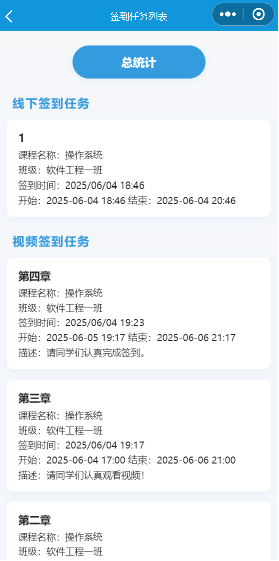 签到任务列表
总统计
线下签到任务
1
课程名称：操作系统
班级：软件工程一班
签到时间：2025/06/04 18:46
开始：2025-06-04 18:46 结束：2025-06-04 20:46
视频签到任务
第四章
课程名称：操作系统
班级：软件工程一班
签到时间：2025/06/04 19:23
开始：2025-06-05 19:17 结束：2025-06-06 21:17
描述：请同学们认真完成签到。
第三章
课程名称：操作系统
班级：软件工程一班
签到时间：2025/06/04 19:17
开始：2025-06-04 17:00 结束：2025-06-06 21:00
描述：请同学们认真观看视频！
第二章
课程名称：操作系统
班级：软件工程一班